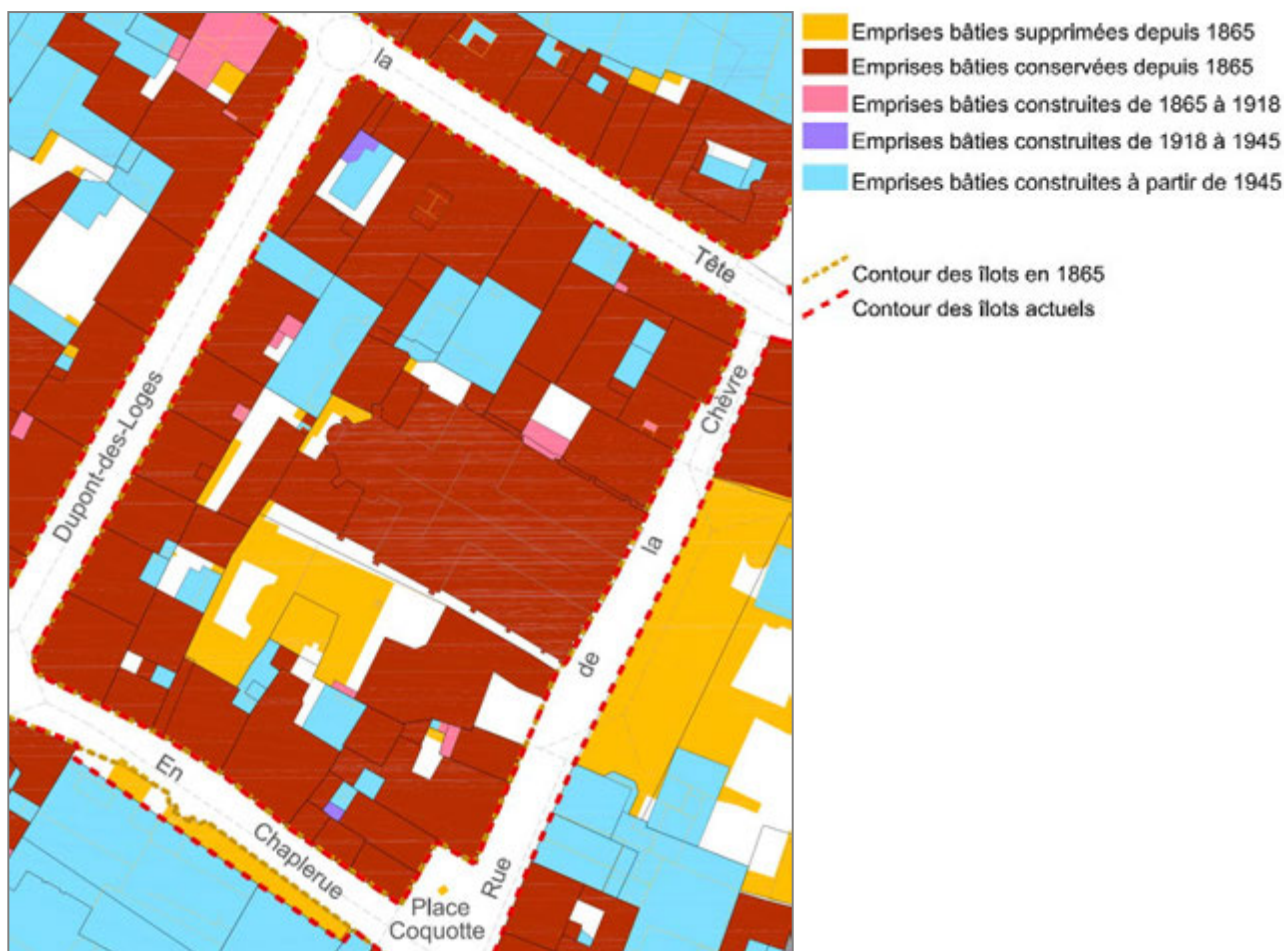 Emprises bâties supprimées depuis 1865
Emprises bâties conservées depuis 1865
Emprises bâties construites de 1865 à 1918
Emprises bâties construites de 1918 à 1945
Emprises bâties construites à partir de 1945
Contour des îlots en 1865
Contour des îlots actuels
la
Tête
Dupont-des-Loges
Chèvre
la
de
Rue
En
Chaplerue
Place
Coquotte